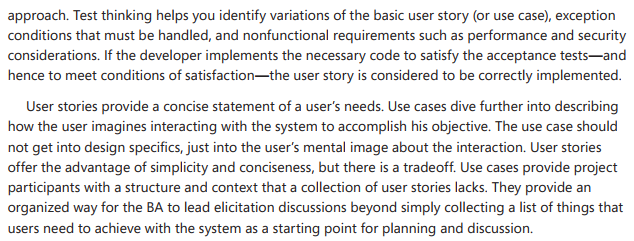 approach. Test thinking helps you identify variations of the basic user story (or use case), exception
conditions that must be handled, and nonfunctional requirements such as performance and security
considerations. If the developer implements the necessary code to satisfy the acceptance tests—and
hence to meet conditions of satisfaction—the user story is considered to be correctly implemented.
User stories provide a concise statement of a user's needs. Use cases dive further into describing
how the user imagines interacting with the system to accomplish his objective. The use case should
not get into design specifics, just into the user's mental image about the interaction. User stories
offer the advantage of simplicity and conciseness, but there is a tradeoff. Use cases provide project
participants with a structure and context that a collection of user stories lacks. They provide an
organized way for the BA to lead elicitation discussions beyond simply collecting a list of things that
users need to achieve with the system as a starting point for planning and discussion.